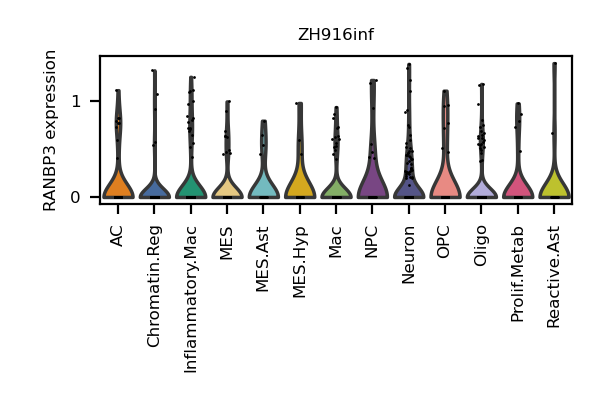 ZH916inf
RANBP3 expression
1
0
AC
Chromatin.Reg
Inflammatory.Mac
MES
MES.Ast
MES.Hyp
Mac
NPC
Neuron
OPC
Oligo
Prolif.Metab
Reactive.Ast